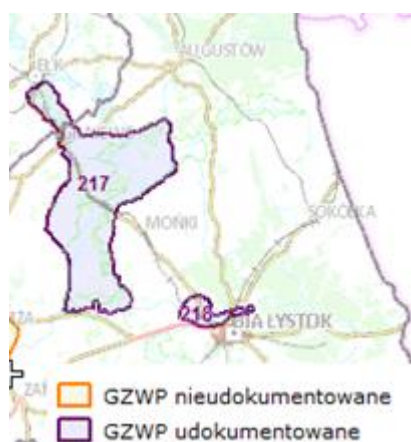 EŁK
AUGUSTÓW
217
MOŃKI
SOKÓŁKA
218
BIAŁYSTOK
GZWP nieudokumentowane
GZWP udokumentowane